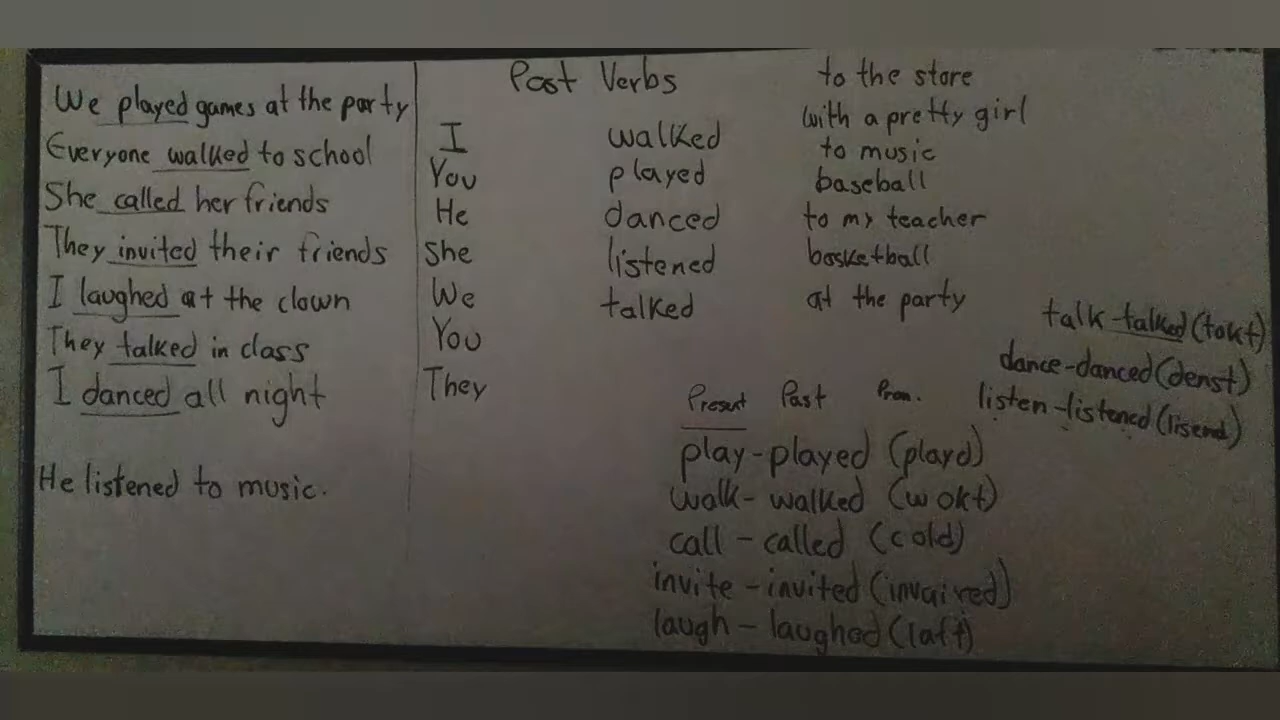 We played games at the party
Everyone walked to school
She called her friends
They invited their friends
I laughed at the clown
They talked in class
I danced all night
He listened to music.
Past Verbs
I
You
He
She
We
You
They
walked
played
danced
listened
talked
to the store
with a pretty girl
to music
baseball
to my teacher
basketball
at the party
talk-talked (tokt)
dance-danced (denst)
listen-listened (lisend)
Present Past Pron.
play-played (playd)
walk-walked (wokt)
call-called (cold)
invite-invited (invaired)
laugh-laughed (laft)